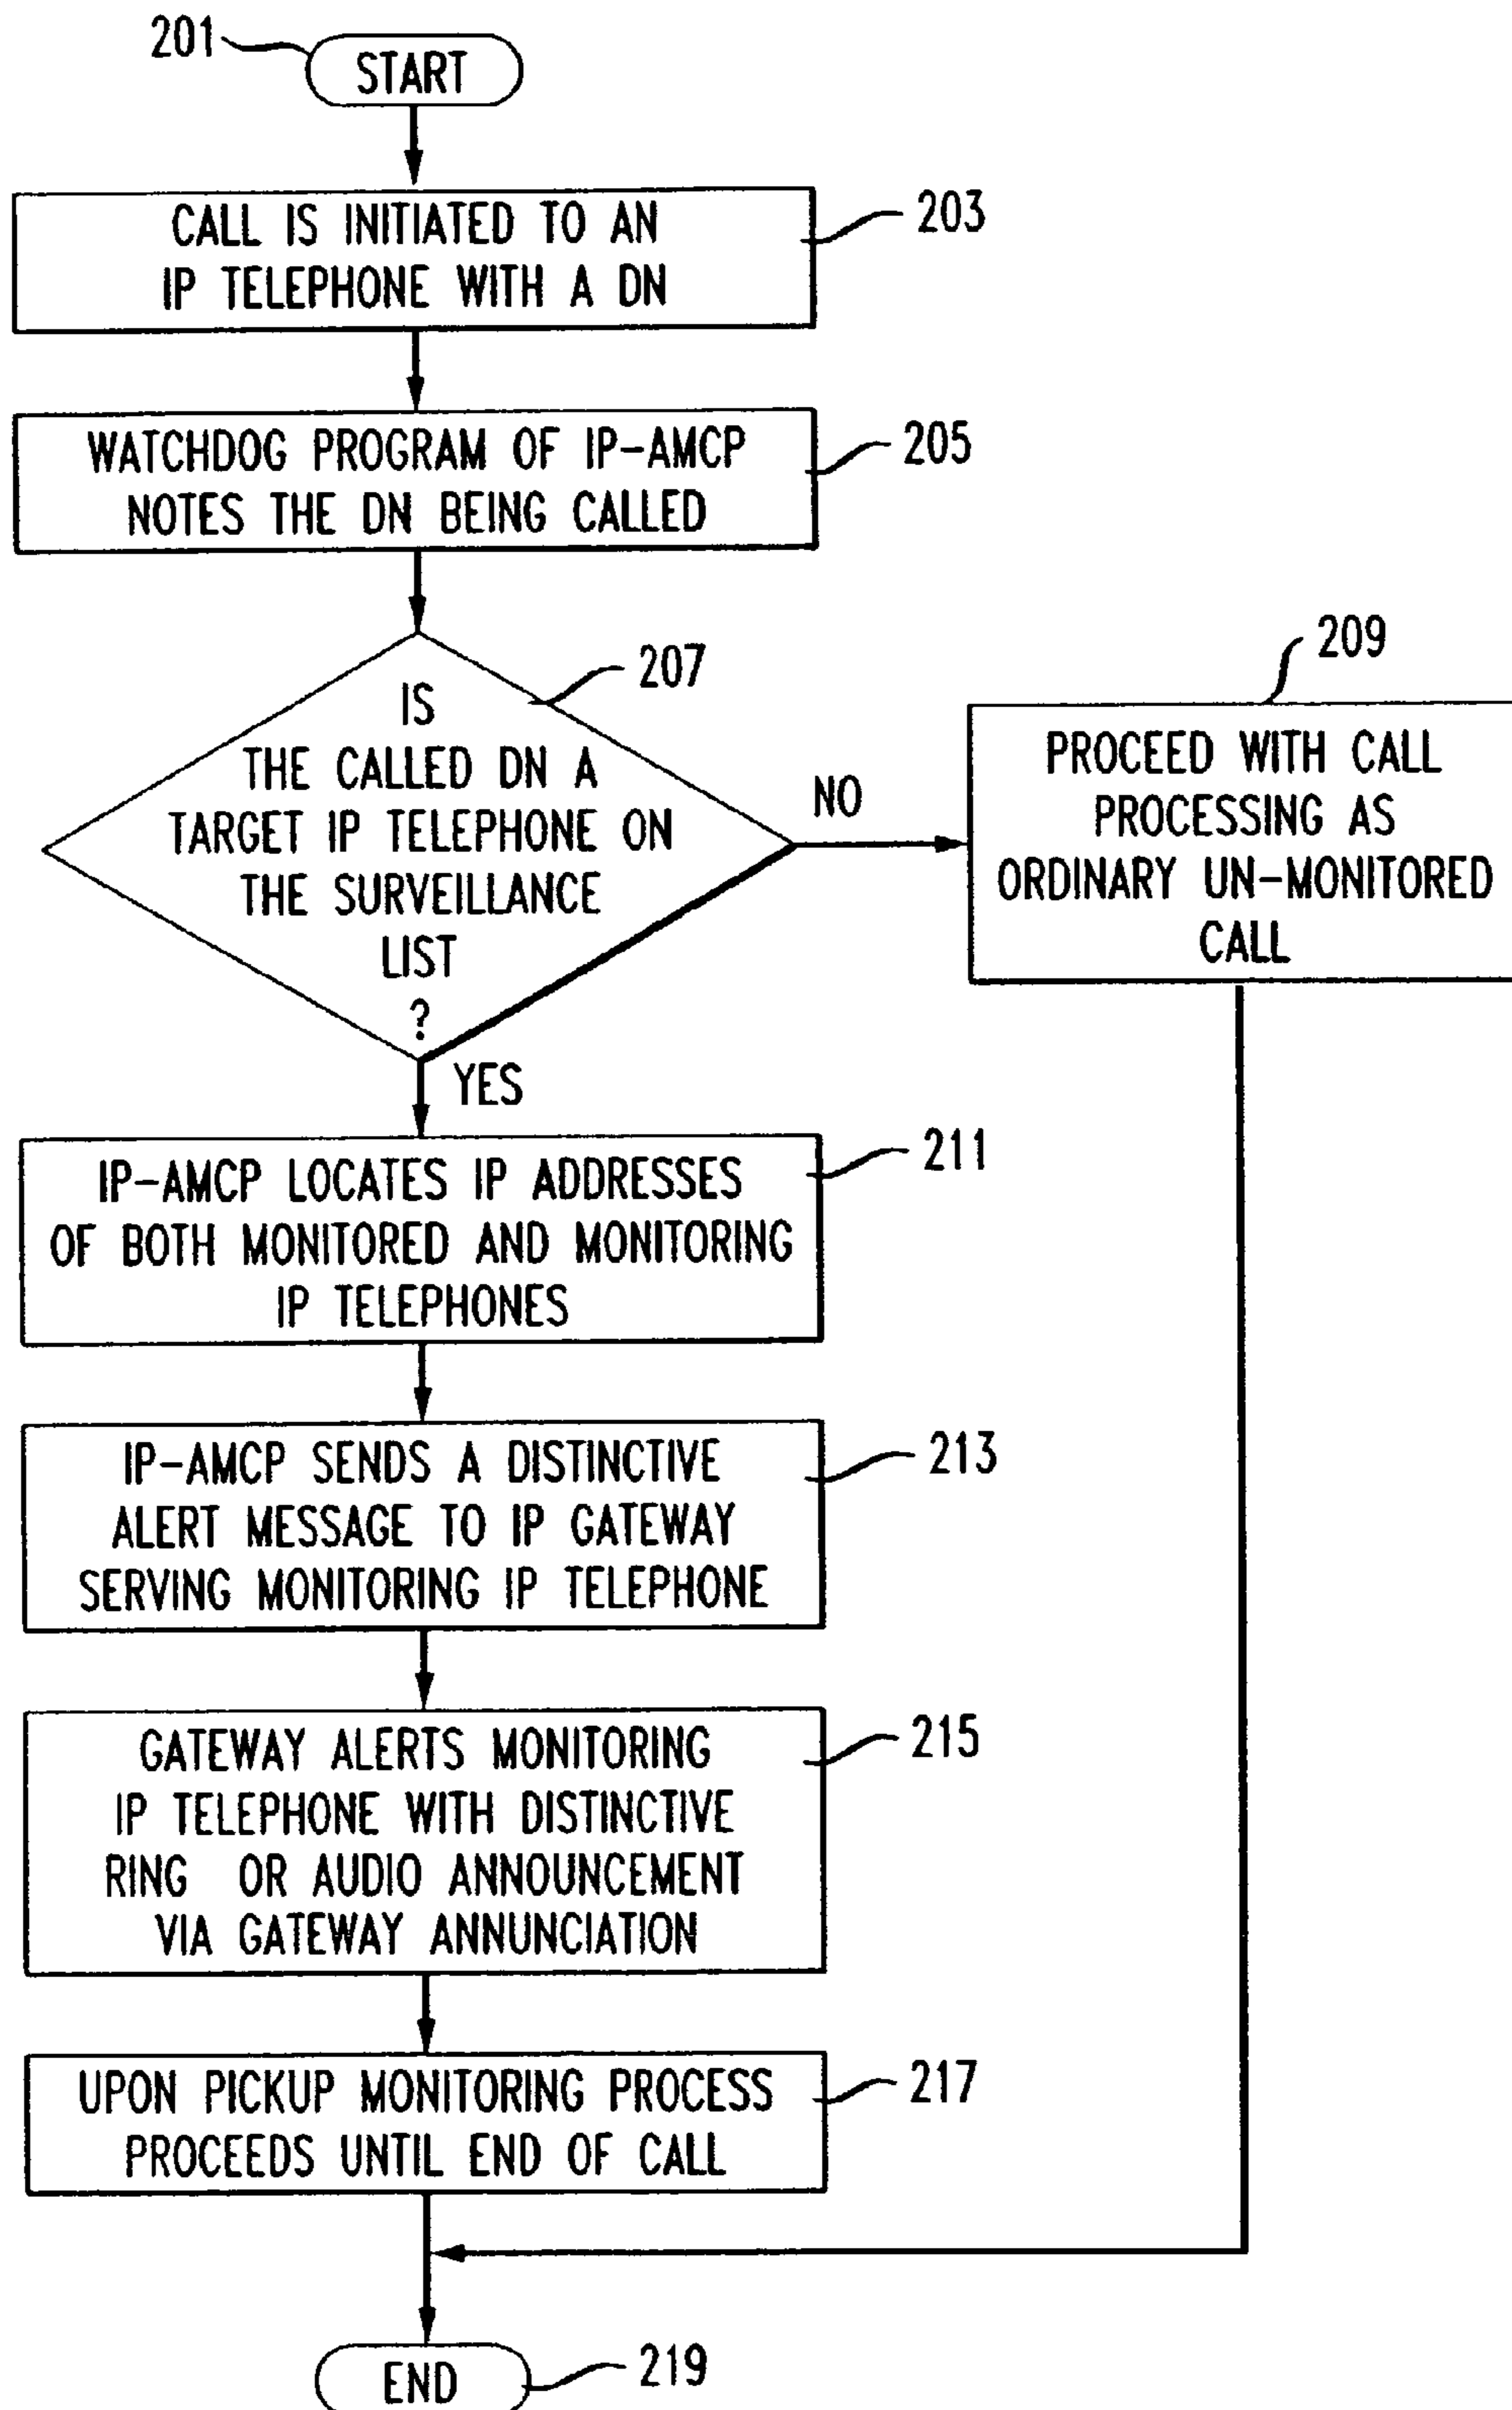 201
START
CALL IS INITIATED TO AN
IP TELEPHONE WITH A DN
203
WATCHDOG PROGRAM OF IP-AMCP
NOTES THE DN BEING CALLED
205
IS
THE CALLED DN A
TARGET IP TELEPHONE ON
THE SURVEILLANCE
LIST
?
207
NO
209
PROCEED WITH CALL
PROCESSING AS
ORDINARY UN-MONITORED
CALL
YES
IP-AMCP LOCATES IP ADDRESSES
OF BOTH MONITORED AND MONITORING
IP TELEPHONES
211
IP-AMCP SENDS A DISTINCTIVE
ALERT MESSAGE TO IP GATEWAY
SERVING MONITORING IP TELEPHONE
213
GATEWAY ALERTS MONITORING
IP TELEPHONE WITH DISTINCTIVE
RING OR AUDIO ANNOUNCEMENT
VIA GATEWAY ANNUNCIATION
215
UPON PICKUP MONITORING PROCESS
PROCEEDS UNTIL END OF CALL
217
END
219